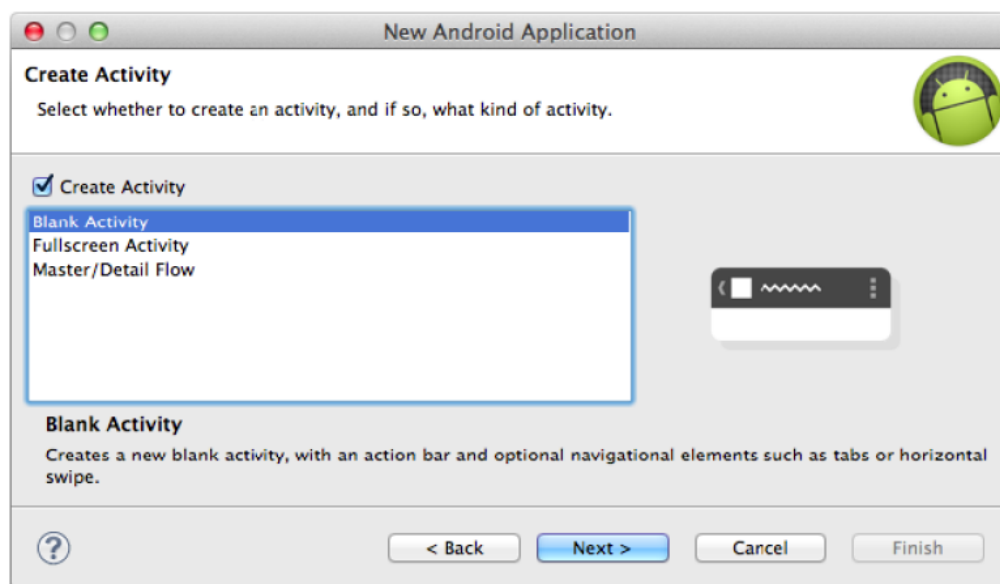 New Android Application
Create Activity
Select whether to create an activity, and if so, what kind of activity.
Create Activity
Blank Activity
Fullscreen Activity
Master/Detail Flow
Blank Activity
Creates a new blank activity, with an action bar and optional navigational elements such as tabs or horizontal
swipe.
?
< Back
Next >
Cancel
Finish